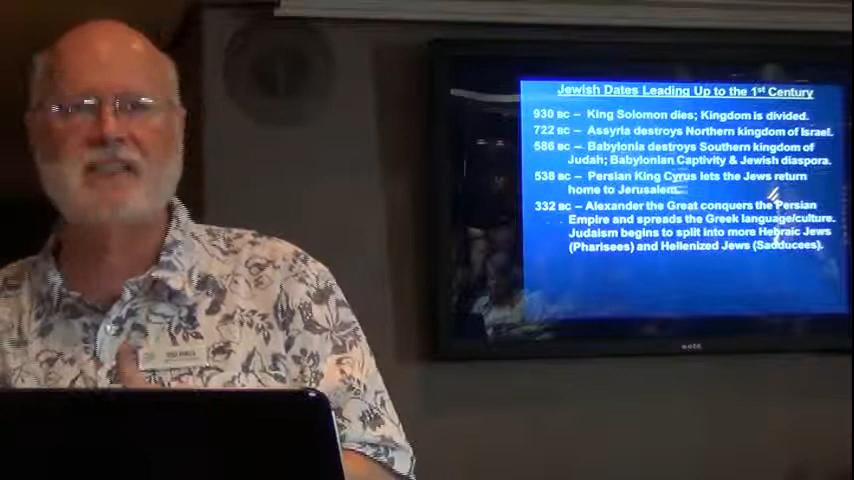 Jewish Dates Leading Up to the 1st Century
930 BC – King Solomon dies; Kingdom is divided.
722 BC – Assyria destroys Northern kingdom of Israel.
586 BC – Babylonia destroys Southern kingdom of
Judah; Babylonian Captivity & Jewish diaspora.
538 BC – Persian King Cyrus lets the Jews return
home to Jerusalem.
332 BC – Alexander the Great conquers the Persian
Empire and spreads the Greek language/culture.
Judaism begins to split into more Hebraic Jews
(Pharisees) and Hellenized Jews (Sadducees).